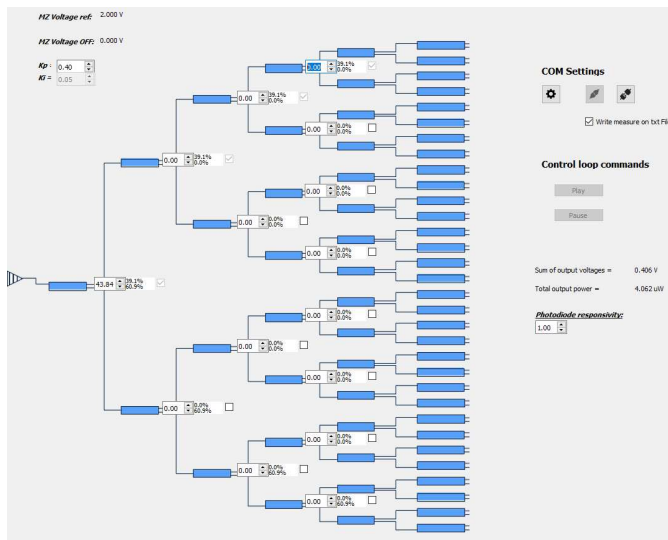 MZ Voltage ref: 2.000 V
MZ Voltage OFF: 0.000 V
Kp : 0.40
Ki = 0.05
0.00 39.1%
0.0%
0.00 39.1%
0.0%
0.00 0.0%
0.0%
0.00 39.1%
0.0%
0.00 0.0%
0.0%
0.00 0.0%
0.0%
0.00 0.0%
0.0%
43.84 39.1%
60.9%
0.00 0.0%
0.0%
0.00 0.0%
0.0%
0.00 0.0%
0.0%
0.00 0.0%
60.9%
0.00 0.0%
0.0%
0.00 0.0%
60.9%
0.00 0.0%
60.9%
COM Settings
Write measure on txt Fil
Control loop commands
Play
Pause
Sum of output voltages = 0.406 V
Total output power = 4.062 uW
Photodiode responsivity:
1.00